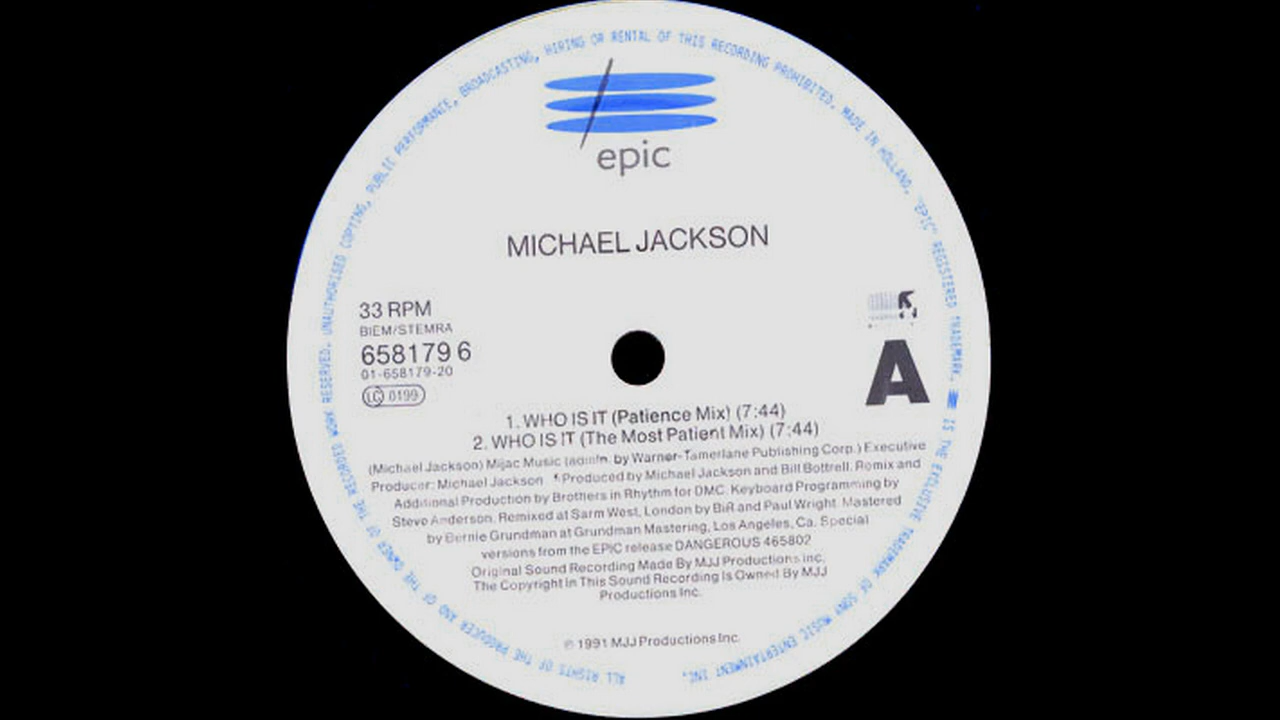 ALL RIGHTS OF THE PRODUCER AND OF THE OWNER OF THE RECORDED WORK RESERVED. UNAUTHORISED COPYING, PUBLIC PERFORMANCE, BROADCASTING, HIRING OR RENTAL OF THIS RECORDING PROHIBITED. MADE IN HOLLAND. "EPIC" REGISTERED TRADEMARK. IS THE EXCLUSIVE TRADEMARK OF SONY MUSIC ENTERTAINMENT INC.
epic
MICHAEL JACKSON
33 RPM
BIEM/STEMRA
658179 6
01-658179-20
LC 0199
A
1. WHO IS IT (Patience Mix) (7:44)
2. WHO IS IT (The Most Patient Mix) (7:44)
(Michael Jackson) Mijac Music (admin. by Warner-Tamerlane Publishing Corp.) Executive
Producer: Michael Jackson Produced by Michael Jackson and Bill Bottrell. Remix and
Additional Production by Brothers in Rhythm for DMC. Keyboard Programming by
Steve Anderson. Remixed at Sarm West, London by BiR and Paul Wright. Mastered
by Bernie Grundman at Grundman Mastering, Los Angeles, Ca. Special
versions from the EPIC release DANGEROUS 465802
Original Sound Recording Made By MJJ Productions Inc.
The Copyright In This Sound Recording Is Owned By MJJ
Productions Inc.
℗ 1991 MJJ Productions Inc.